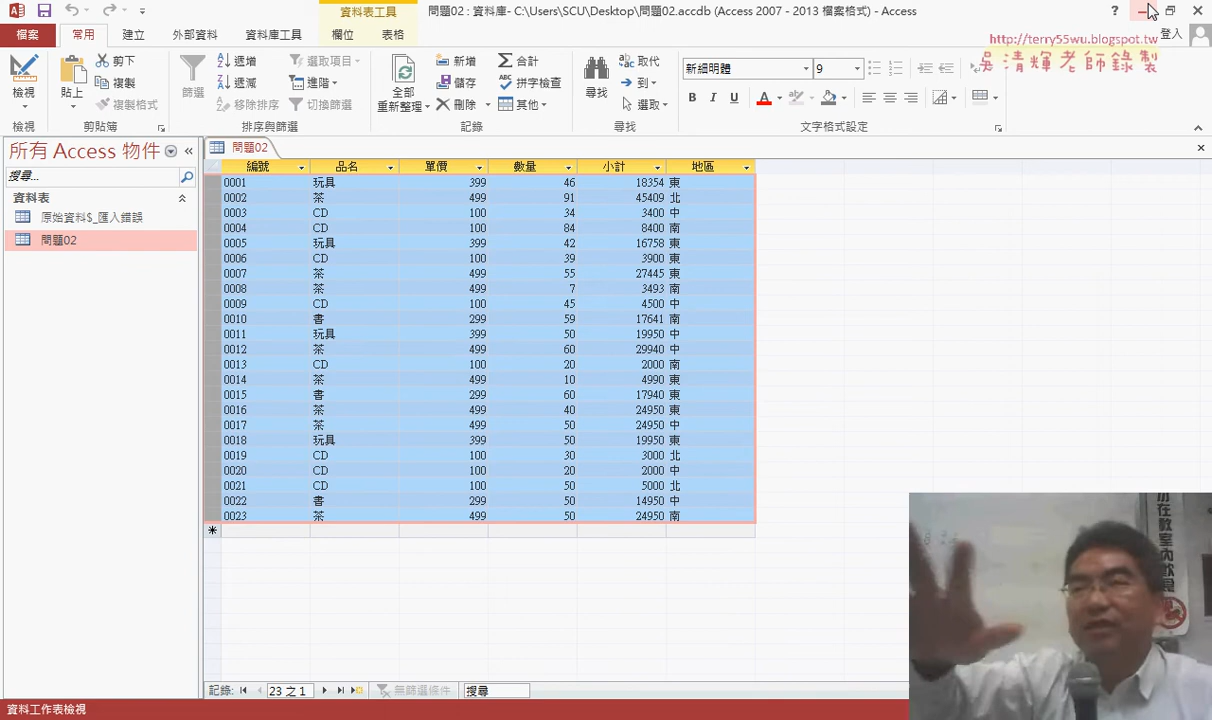 資料表工具
問題02 : 資料庫- C:\Users\SCU\Desktop\問題02.accdb (Access 2007 - 2013 檔案格式) - Access
檔案 常用 建立 外部資料 資料庫工具 欄位 表格 登入
http://terry55wu.blogspot.tw
吳清輝老師錄製
檢視 貼上 剪下 篩選 遞增 選取項目 全部 新增 合計 尋找 取代 新細明體 9
複製 遞減 進階 重新整理 儲存 拼字檢查 到
複製格式 移除排序 切換篩選 刪除 其他 選取
檢視 剪貼簿 排序與篩選 記錄 尋找 文字格式設定
所有 Access 物件
搜尋...
資料表
原始資料$_匯入錯誤
問題02
問題02
編號 品名 單價 數量 小計 地區
0001 玩具 399 46 18354 東
0002 茶 499 91 45409 北
0003 CD 100 34 3400 中
0004 CD 100 84 8400 南
0005 玩具 399 42 16758 東
0006 CD 100 39 3900 東
0007 茶 499 55 27445 東
0008 茶 499 7 3493 南
0009 CD 100 45 4500 中
0010 書 299 59 17641 南
0011 玩具 399 50 19950 中
0012 茶 499 60 29940 中
0013 CD 100 20 2000 南
0014 茶 499 10 4990 東
0015 書 299 60 17940 東
0016 茶 499 40 24950 東
0017 茶 499 50 24950 中
0018 玩具 399 50 19950 東
0019 CD 100 30 3000 北
0020 CD 100 20 2000 中
0021 CD 100 50 5000 北
0022 書 299 50 14950 中
0023 茶 499 50 24950 南
記錄: 23 之 1 無篩選條件 搜尋
資料工作表檢視